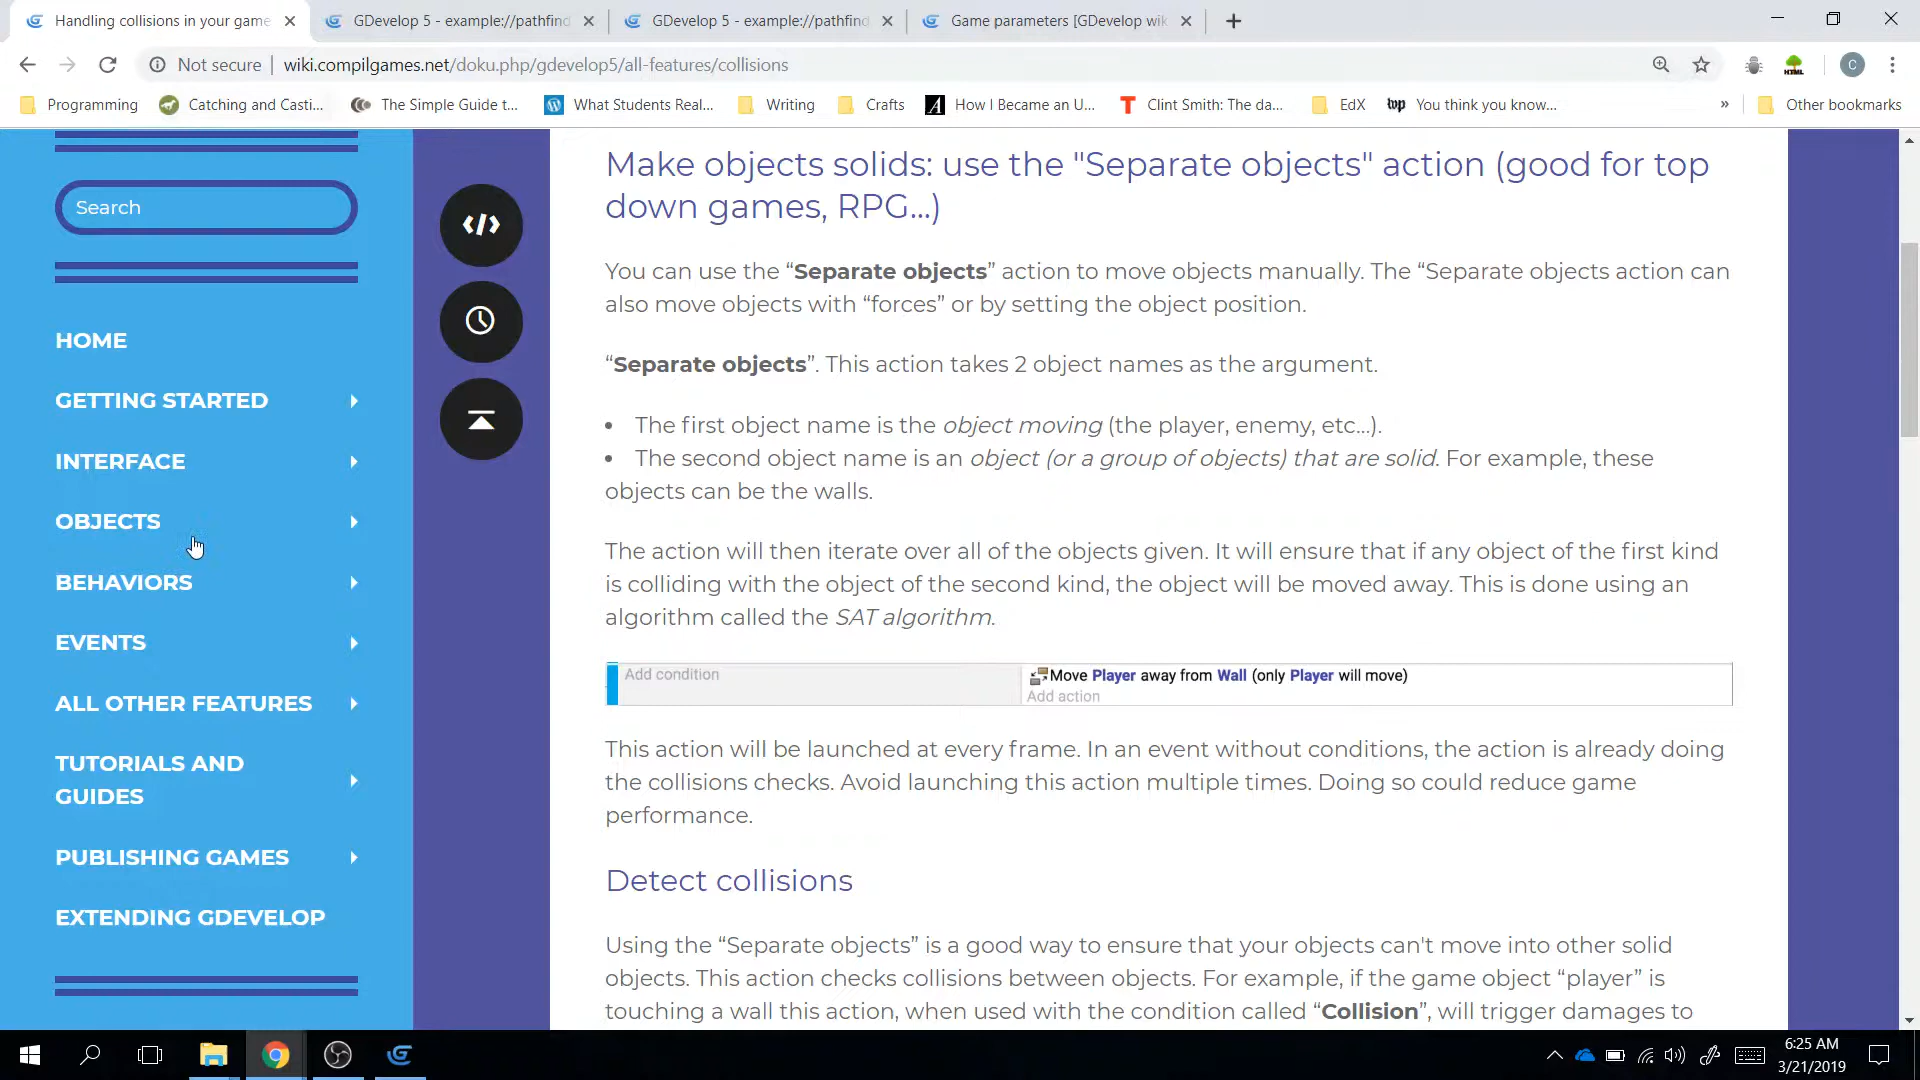 Handling collisions in your game
GDevelop 5 - example://pathfind
GDevelop 5 - example://pathfind
Game parameters [GDevelop wik
Not secure
wiki.compilgames.net/doku.php/gdevelop5/all-features/collisions
C
Programming
Catching and Casti...
The Simple Guide t...
What Students Real...
Writing
Crafts
How I Became an U...
Clint Smith: The da...
EdX
You think you know...
»
Other bookmarks
Search
HOME
GETTING STARTED
INTERFACE
OBJECTS
BEHAVIORS
EVENTS
ALL OTHER FEATURES
TUTORIALS AND
GUIDES
PUBLISHING GAMES
EXTENDING GDEVELOP
Make objects solids: use the "Separate objects" action (good for top
down games, RPG...)
You can use the “Separate objects” action to move objects manually. The “Separate objects action can
also move objects with “forces” or by setting the object position.
“Separate objects”. This action takes 2 object names as the argument.
• The first object name is the object moving (the player, enemy, etc...).
• The second object name is an object (or a group of objects) that are solid. For example, these
objects can be the walls.
The action will then iterate over all of the objects given. It will ensure that if any object of the first kind
is colliding with the object of the second kind, the object will be moved away. This is done using an
algorithm called the SAT algorithm.
Add condition
Move Player away from Wall (only Player will move)
Add action
This action will be launched at every frame. In an event without conditions, the action is already doing
the collisions checks. Avoid launching this action multiple times. Doing so could reduce game
performance.
Detect collisions
Using the “Separate objects” is a good way to ensure that your objects can't move into other solid
objects. This action checks collisions between objects. For example, if the game object “player” is
touching a wall this action, when used with the condition called “Collision”, will trigger damages to
6:25 AM
3/21/2019